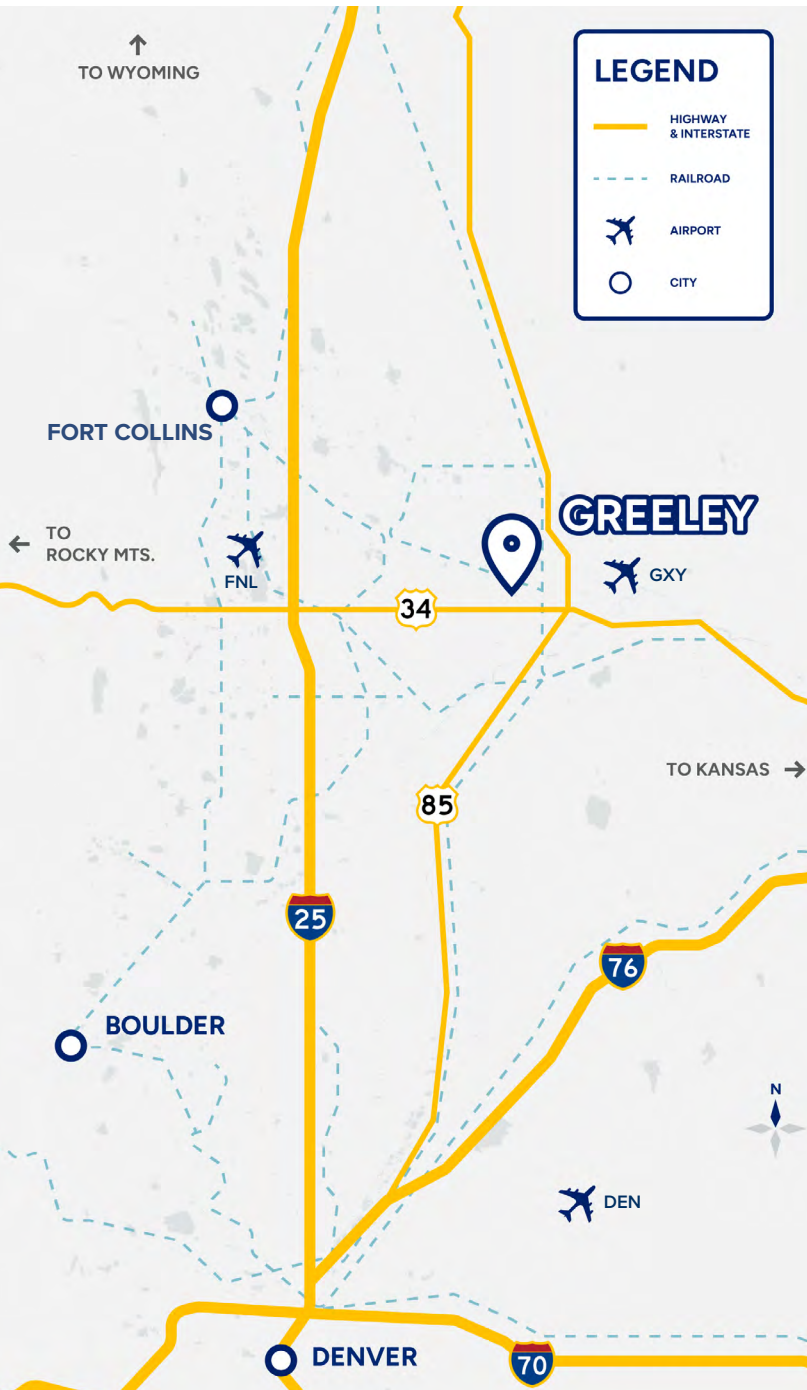 TO WYOMING
LEGEND
HIGHWAY
& INTERSTATE
RAILROAD
AIRPORT
CITY
FORT COLLINS
GREELEY
TO
ROCKY MTS.
FNL
GXY
34
TO KANSAS
85
25
76
BOULDER
N
DEN
DENVER
70